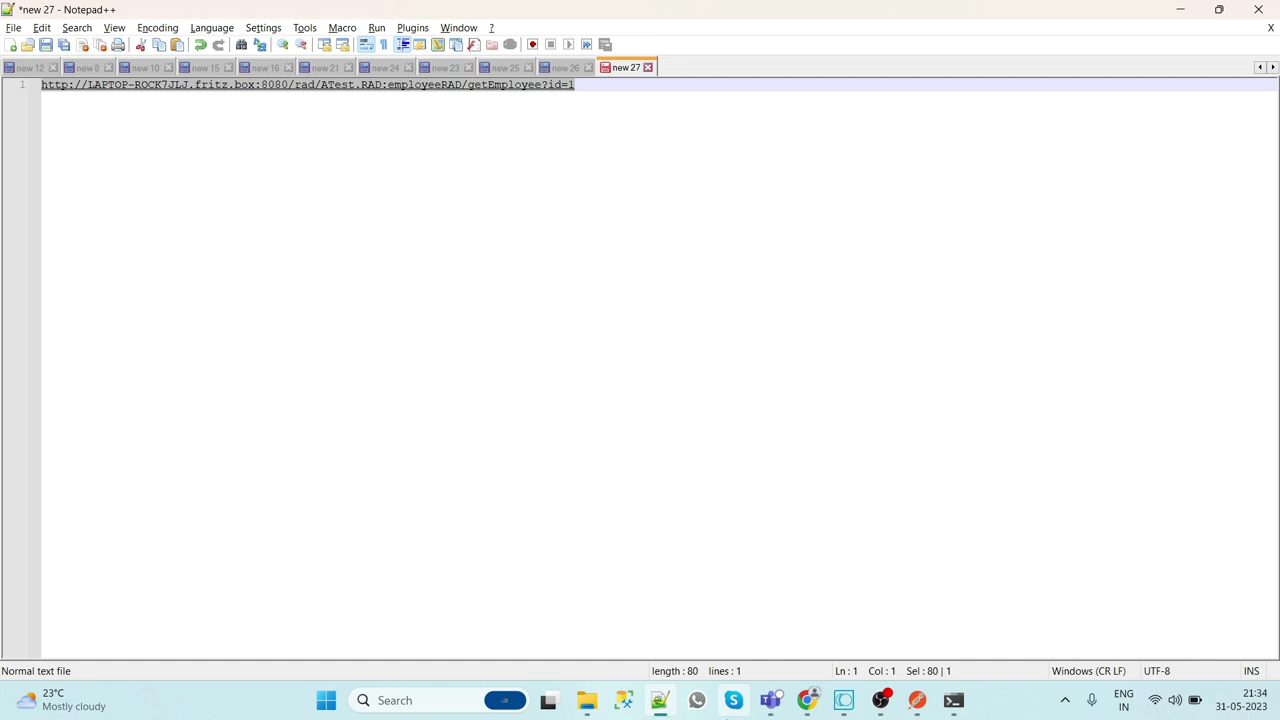 *new 27 - Notepad++
File Edit Search View Encoding Language Settings Tools Macro Run Plugins Window ? X
new 12 new 8 new 10 new 15 new 16 new 21 new 24 new 23 new 25 new 26 new 27
1 http://LAPTOP-ROCK7JLJ.fritz.box:8080/rad/ATest.RAD:employeeRAD/getEmployee?id=1
Normal text file length : 80 lines : 1 Ln : 1 Col : 1 Sel : 80 | 1 Windows (CR LF) UTF-8 INS
23°C
Mostly cloudy
Search
ENG
IN
21:34
31-05-2023